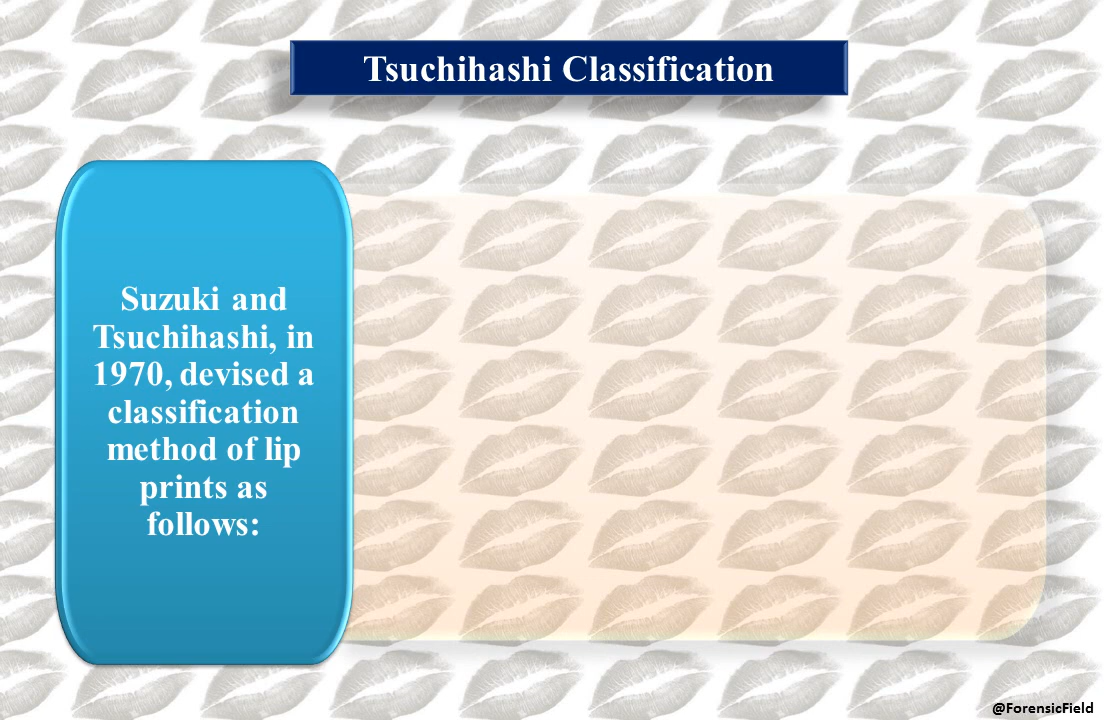 Tsuchihashi Classification
Suzuki and
Tsuchihashi, in
1970, devised a
classification
method of lip
prints as
follows:
@ForensicField